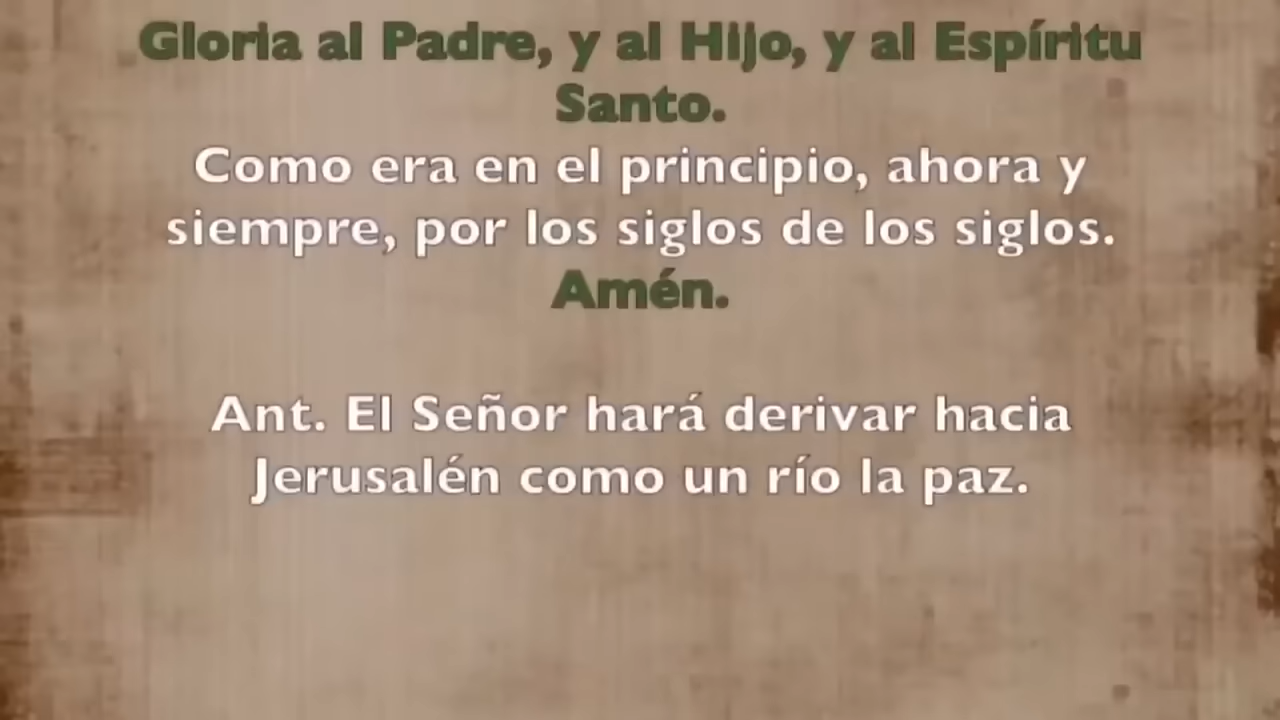 Gloria al Padre, y al Hijo, y al Espíritu
Santo.
Como era en el principio, ahora y
siempre, por los siglos de los siglos.
Amén.
Ant. El Señor hará derivar hacia
Jerusalén como un río la paz.